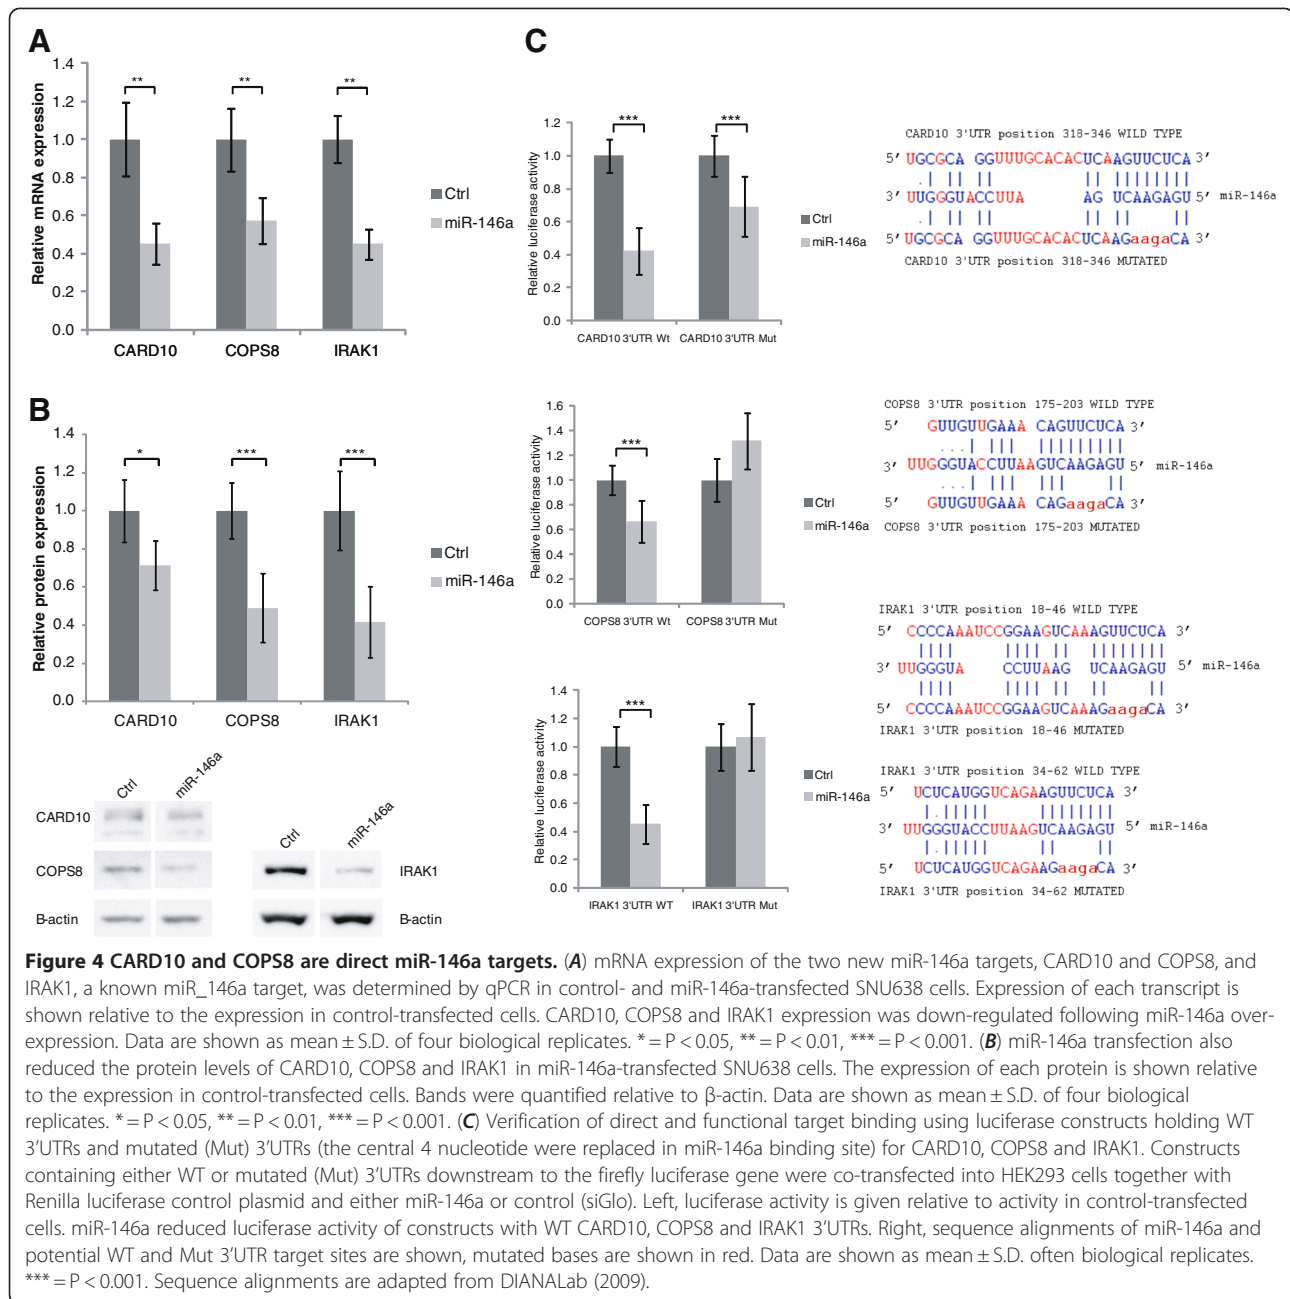 A
1.4
1.2
1.0
0.8
0.6
0.4
0.2
0.0
Relative mRNA expression
**
**
**
CARD10 COPS8 IRAK1
Ctrl
miR-146a
B
1.4
1.2
1.0
0.8
0.6
0.4
0.2
0.0
Relative protein expression
*
***
***
CARD10 COPS8 IRAK1
Ctrl
miR-146a
Ctrl miR-146a
CARD10
COPS8
B-actin
Ctrl miR-146a
IRAK1
B-actin
C
1.2
1.0
0.8
0.6
0.4
0.2
0.0
Relative luciferase activity
***
***
CARD10 3'UTR Wt CARD10 3'UTR Mut
Ctrl
miR-146a
CARD10 3'UTR position 318-346 WILD TYPE
5' UGCGCA GGUUUGCACACUCAAGUUCUCA 3'
3' UUGGGUACCUUA AG UCAAGAGU 5' miR-146a
5' UGCGCA GGUUUGCACACUCAAGaagaCA 3'
CARD10 3'UTR position 318-346 MUTATED
1.6
1.4
1.2
1.0
0.8
0.6
0.4
0.2
0.0
Relative luciferase activity
***
COPS8 3'UTR Wt COPS8 3'UTR Mut
Ctrl
miR-146a
COPS8 3'UTR position 175-203 WILD TYPE
5' GUUGUUGAAA CAGUUCUCA 3'
3' UUGGGUACCUUAAGUCAAGAGU 5' miR-146a
5' GUUGUUGAAA CAGaagaCA 3'
COPS8 3'UTR position 175-203 MUTATED
1.4
1.2
1.0
0.8
0.6
0.4
0.2
0.0
Relative luciferase activity
***
IRAK1 3'UTR WT IRAK1 3'UTR Mut
Ctrl
miR-146a
IRAK1 3'UTR position 18-46 WILD TYPE
5' CCCCAAAUCCGGAAGUCAAAGUUCUCA 3'
3' UUGGGUA CCUUAAG UCAAGAGU 5' miR-146a
5' CCCCAAAUCCGGAAGUCAAAGaagaCA 3'
IRAK1 3'UTR position 18-46 MUTATED
IRAK1 3'UTR position 34-62 WILD TYPE
5' UCUCAUGGUCAGAAGUUCUCA 3'
3' UUGGGUACCUUAAGUCAAGAGU 5' miR-146a
5' UCUCAUGGUCAGAAGaagaCA 3'
IRAK1 3'UTR position 34-62 MUTATED
Figure 4 CARD10 and COPS8 are direct miR-146a targets. (A) mRNA expression of the two new miR-146a targets, CARD10 and COPS8, and
IRAK1, a known miR_146a target, was determined by qPCR in control- and miR-146a-transfected SNU638 cells. Expression of each transcript is
shown relative to the expression in control-transfected cells. CARD10, COPS8 and IRAK1 expression was down-regulated following miR-146a over-
expression. Data are shown as mean ± S.D. of four biological replicates. * = P < 0.05, ** = P < 0.01, *** = P < 0.001. (B) miR-146a transfection also
reduced the protein levels of CARD10, COPS8 and IRAK1 in miR-146a-transfected SNU638 cells. The expression of each protein is shown relative
to the expression in control-transfected cells. Bands were quantified relative to β-actin. Data are shown as mean ± S.D. of four biological
replicates. * = P < 0.05, ** = P < 0.01, *** = P < 0.001. (C) Verification of direct and functional target binding using luciferase constructs holding WT
3'UTRs and mutated (Mut) 3'UTRs (the central 4 nucleotide were replaced in miR-146a binding site) for CARD10, COPS8 and IRAK1. Constructs
containing either WT or mutated (Mut) 3'UTRs downstream to the firefly luciferase gene were co-transfected into HEK293 cells together with
Renilla luciferase control plasmid and either miR-146a or control (siGlo). Left, luciferase activity is given relative to activity in control-transfected
cells. miR-146a reduced luciferase activity of constructs with WT CARD10, COPS8 and IRAK1 3'UTRs. Right, sequence alignments of miR-146a and
potential WT and Mut 3'UTR target sites are shown, mutated bases are shown in red. Data are shown as mean ± S.D. often biological replicates.
*** = P < 0.001. Sequence alignments are adapted from DIANALab (2009).